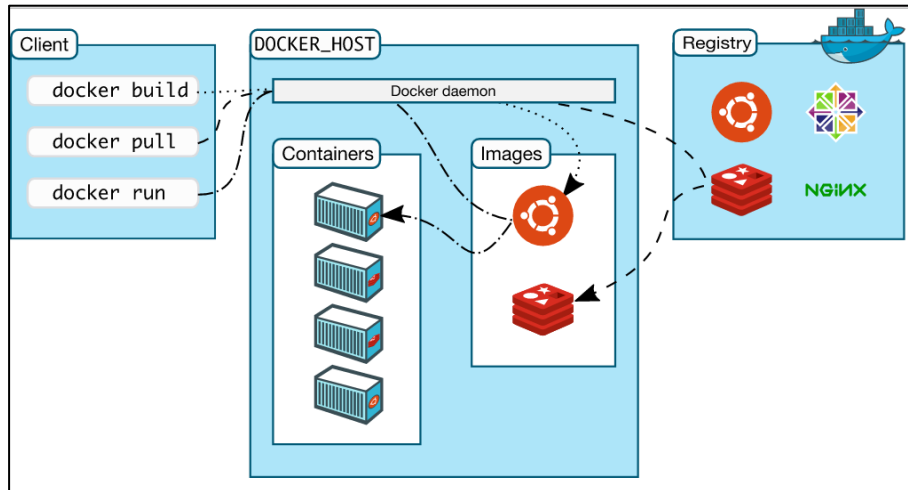 Client
docker build
docker pull
docker run
DOCKER_HOST
Docker daemon
Containers
Images
Registry
NGINX